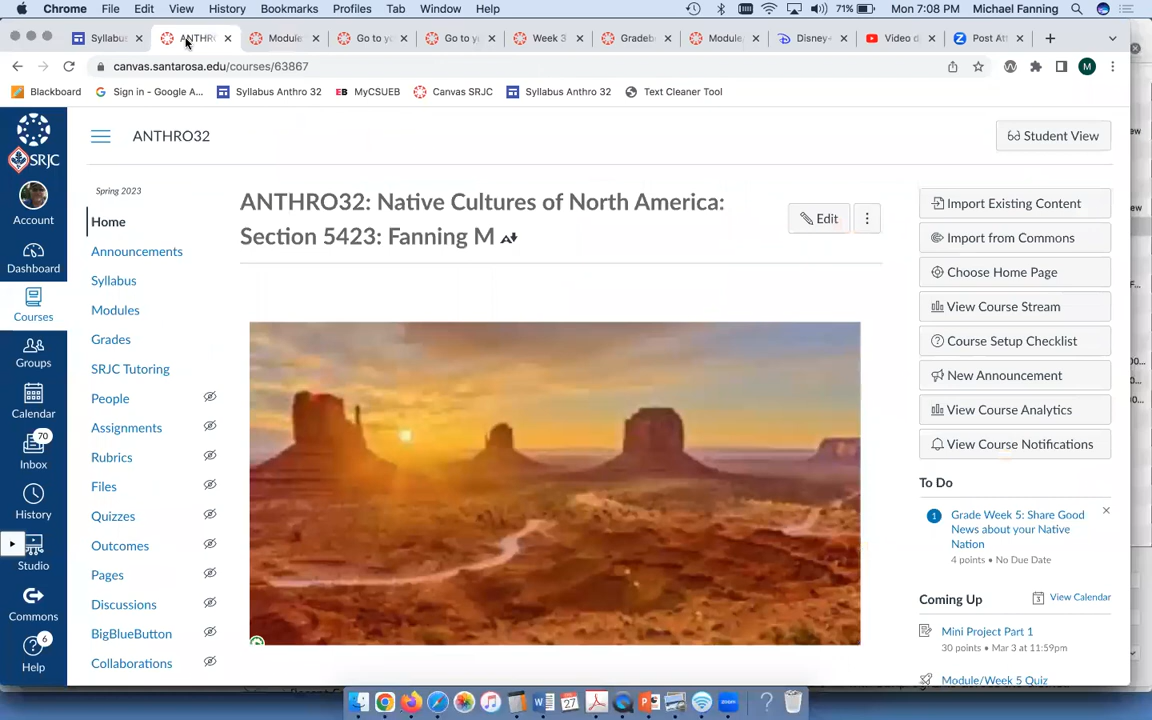 Chrome File Edit View History Bookmarks Profiles Tab Window Help 71% Mon 7:08 PM Michael Fanning
Syllabus ANTHRO Module Go to y Go to y Week 3 Gradeb Module Disney+ Video d Post Att
canvas.santarosa.edu/courses/63867 M
Blackboard Sign in - Google A... Syllabus Anthro 32 EB MyCSUEB Canvas SRJC Syllabus Anthro 32 Text Cleaner Tool
SRJC
Account
Dashboard
Courses
Groups
Calendar
70
Inbox
History
Studio
Commons
6
Help
ANTHRO32
Student View
Spring 2023
Home
Announcements
Syllabus
Modules
Grades
SRJC Tutoring
People
Assignments
Rubrics
Files
Quizzes
Outcomes
Pages
Discussions
BigBlueButton
Collaborations
ANTHRO32: Native Cultures of North America:
Section 5423: Fanning M
Edit
Import Existing Content
Import from Commons
Choose Home Page
View Course Stream
Course Setup Checklist
New Announcement
View Course Analytics
View Course Notifications
To Do
1 Grade Week 5: Share Good
News about your Native
Nation
4 points • No Due Date
Coming Up View Calendar
Mini Project Part 1
30 points • Mar 3 at 11:59pm
Module/Week 5 Quiz